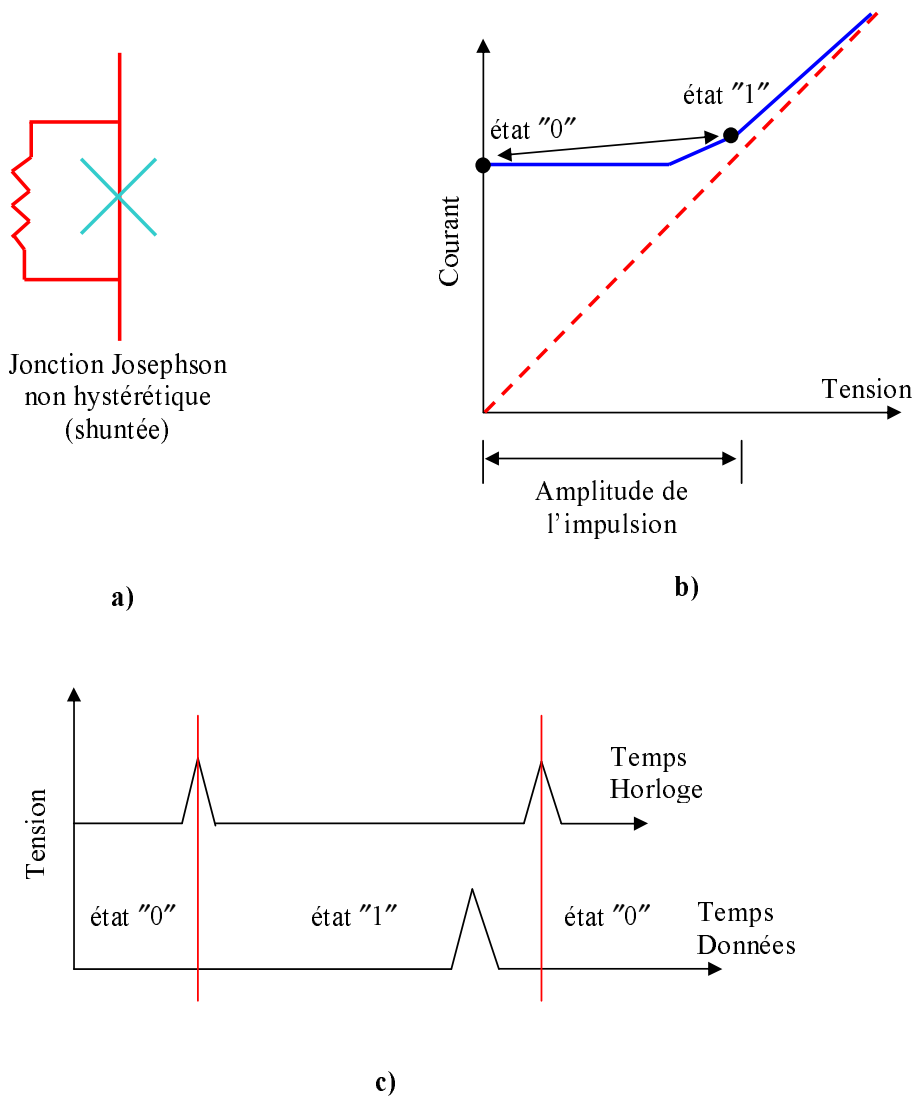 Jonction Josephson
non hystérétique
(shuntée)
a)
état "0"
état "1"
Courant
Tension
Amplitude de
l'impulsion
b)
Tension
Temps
Horloge
état "0"
état "1"
état "0"
Temps
Données
c)